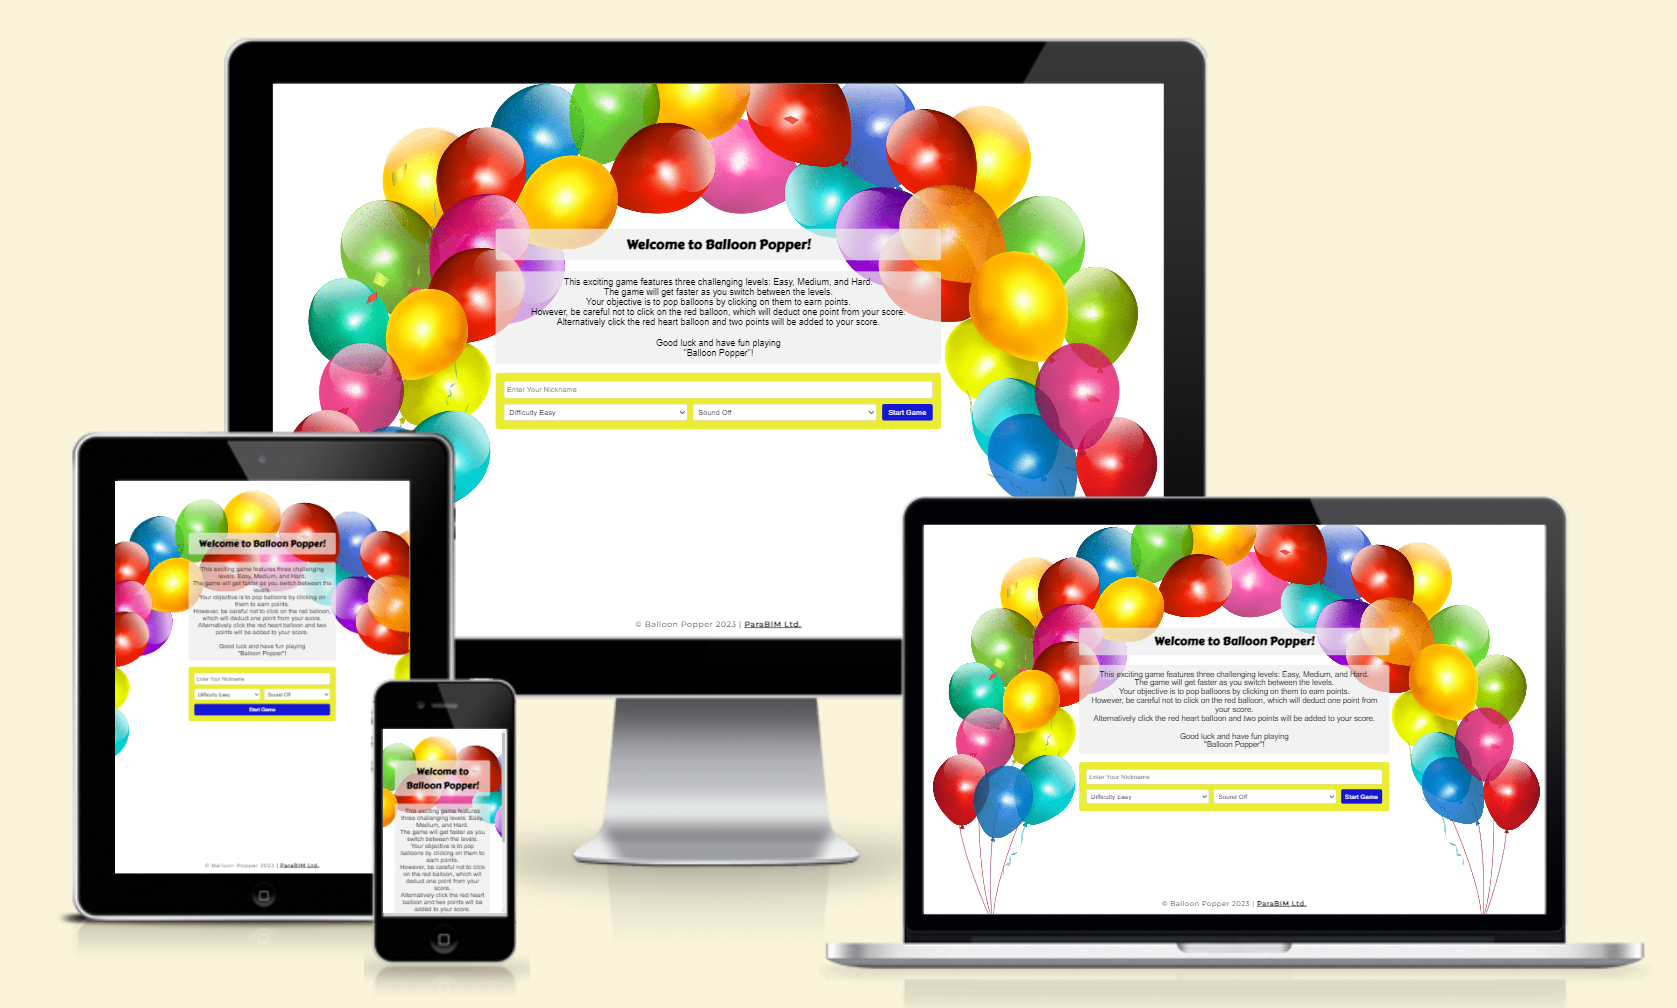 Welcome to Balloon Popper!
This exciting game features three challenging levels: Easy, Medium, and Hard.
The game will get faster as you switch between the levels.
Your objective is to pop balloons by clicking on them to earn points.
However, be careful not to click on the red balloon, which will deduct one point from your score.
Alternatively click the red heart balloon and two points will be added to your score.
Good luck and have fun playing
"Balloon Popper"!
Enter Your Nickname
Difficulty Easy
Sound Off
Start Game
© Balloon Popper 2023 | ParaBIM Ltd.
Welcome to Balloon Popper!
This exciting game features three challenging
levels: Easy, Medium, and Hard.
The game will get faster as you switch between the
levels.
Your objective is to pop balloons by clicking on
them to earn points.
However, be careful not to click on the red balloon,
which will deduct one point from your score.
Alternatively click the red heart balloon and two
points will be added to your score.
Good luck and have fun playing
"Balloon Popper"!
Enter Your Nickname
Difficulty Easy
Sound Off
Start Game
© Balloon Popper 2023 | ParaBIM Ltd.
Welcome to
Balloon Popper!
This exciting game features
three challenging levels: Easy,
Medium, and Hard.
The game will get faster as you
switch between the levels.
Your objective is to pop
balloons by clicking on them to
earn points.
However, be careful not to click
on the red balloon, which will
deduct one point from your
score.
Alternatively click the red heart
balloon and two points will be
added to your score.
Welcome to Balloon Popper!
This exciting game features three challenging levels: Easy, Medium, and Hard.
The game will get faster as you switch between the levels.
Your objective is to pop balloons by clicking on them to earn points.
However, be careful not to click on the red balloon, which will deduct one point from
your score.
Alternatively click the red heart balloon and two points will be added to your score.
Good luck and have fun playing
"Balloon Popper"!
Enter Your Nickname
Difficulty Easy
Sound Off
Start Game
© Balloon Popper 2023 | ParaBIM Ltd.